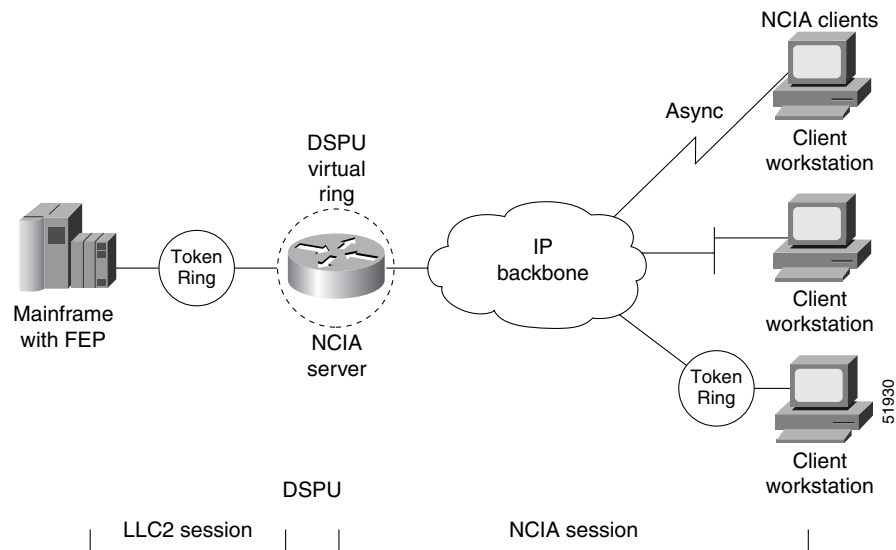 NCIA clients
Async
Client
workstation
DSPU
virtual
ring
Token
Ring
IP
backbone
Mainframe
with FEP
NCIA
server
Client
workstation
Token
Ring
51930
Client
workstation
DSPU
LLC2 session
NCIA session